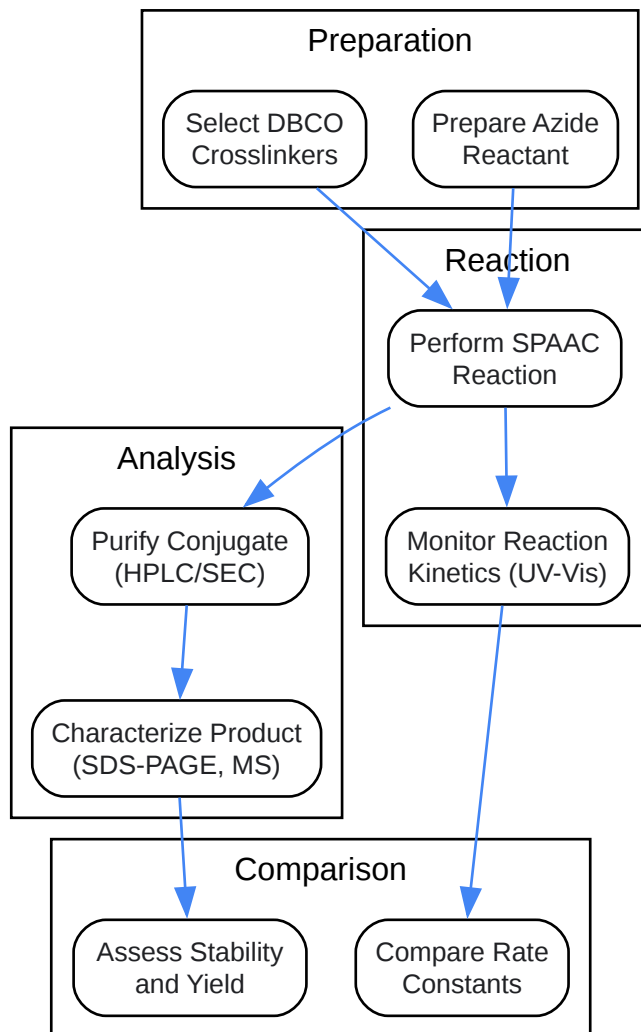 Preparation
Select DBCO
Crosslinkers
Prepare Azide
Reactant
Reaction
Perform SPAAC
Reaction
Analysis
Purify Conjugate
(HPLC/SEC)
Monitor Reaction
Kinetics (UV-Vis)
Characterize Product
(SDS-PAGE, MS)
Comparison
Assess Stability
and Yield
Compare Rate
Constants